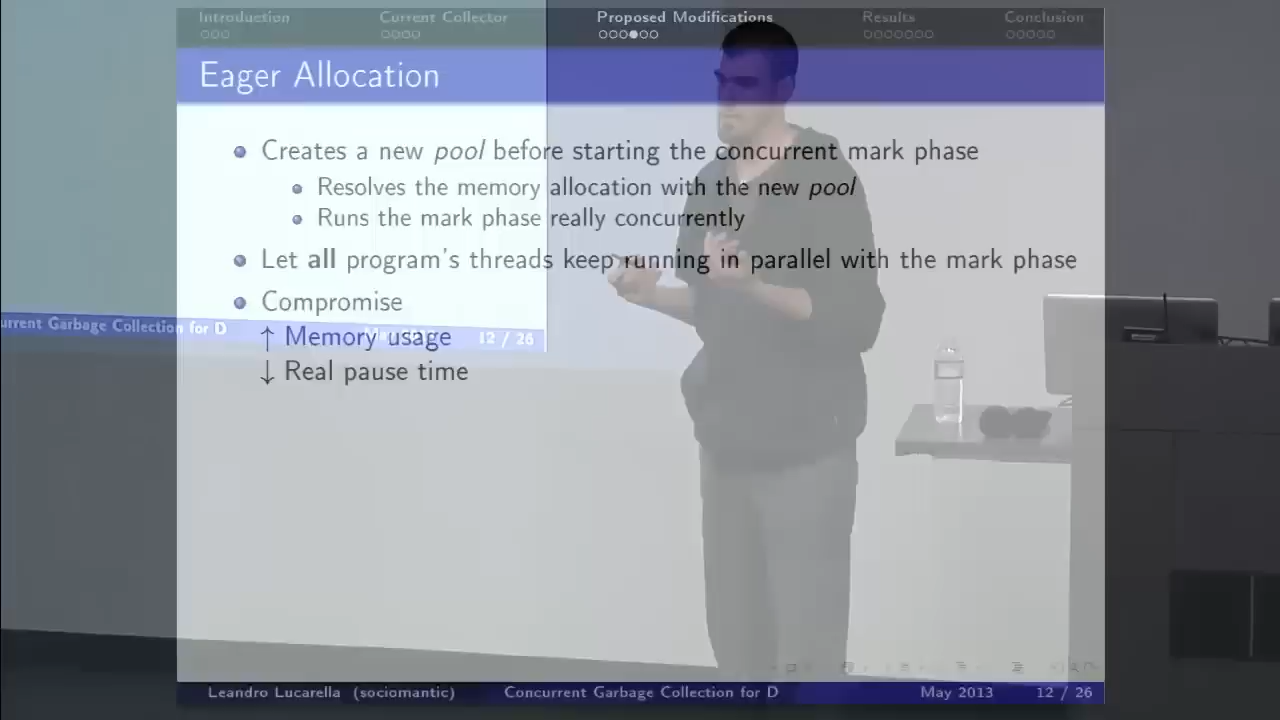 Introduction Current Collector Proposed Modifications Results Conclusion
Eager Allocation
Creates a new pool before starting the concurrent mark phase
Resolves the memory allocation with the new pool
Runs the mark phase really concurrently
Let all program's threads keep running in parallel with the mark phase
Compromise
↑ Memory usage
↓ Real pause time
urrent Garbage Collection for D 12 / 26
Leandro Lucarella (sociomantic) Concurrent Garbage Collection for D May 2013 12 / 26